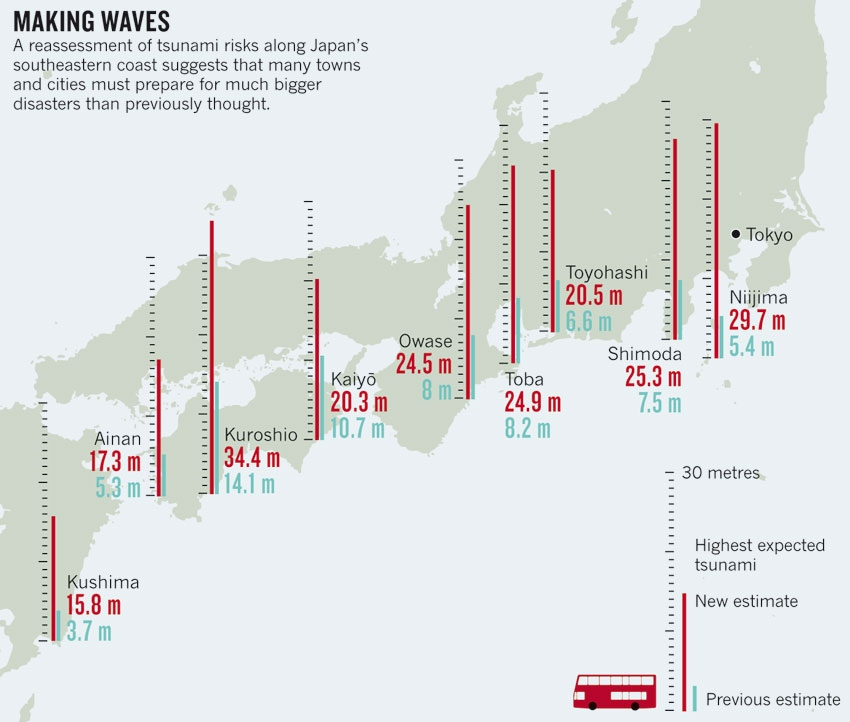 MAKING WAVES
A reassessment of tsunami risks along Japan’s
southeastern coast suggests that many towns
and cities must prepare for much bigger
disasters than previously thought.
Tokyo
Toyohashi
20.5 m
6.6 m
Niijima
29.7 m
5.4 m
Owase
24.5 m
8 m
Shimoda
25.3 m
7.5 m
Kaiyō
20.3 m
10.7 m
Toba
24.9 m
8.2 m
Ainan
17.3 m
5.3 m
Kuroshio
34.4 m
14.1 m
Kushima
15.8 m
3.7 m
30 metres
Highest expected
tsunami
New estimate
Previous estimate